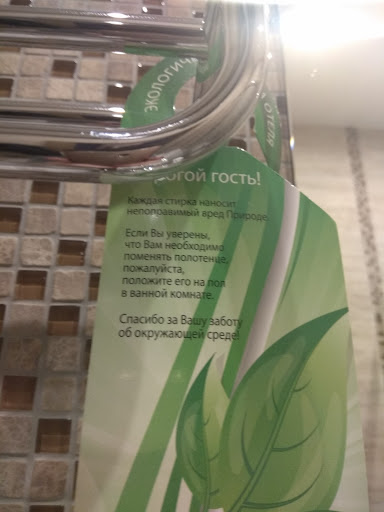 ЭКОЛОГИЧ
ОТЕЛЯ
рогой гость!
Каждая стирка наносит
непоправимый вред Природе.
Если Вы уверены,
что Вам необходимо
поменять полотенце,
пожалуйста,
положите его на пол
в ванной комнате.
Спасибо за Вашу заботу
об окружающей среде!